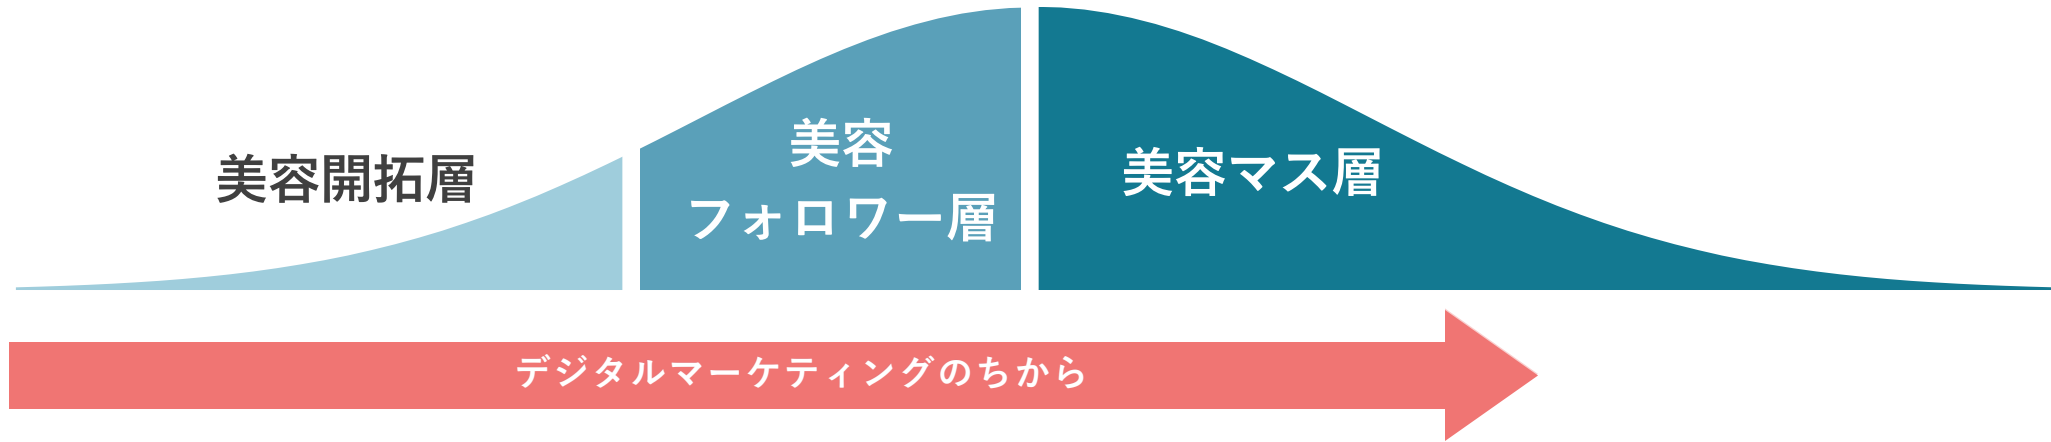 美容開拓層
美容
フォロワー層
美容マス層
デジタルマーケティングのちから